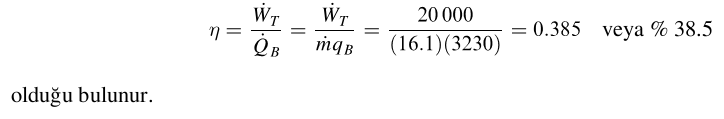 η = Ẇ_T / Q̇_B = Ẇ_T / ṁq_B = 20 000 / (16.1)(3230) = 0.385 veya % 38.5
olduğu bulunur.